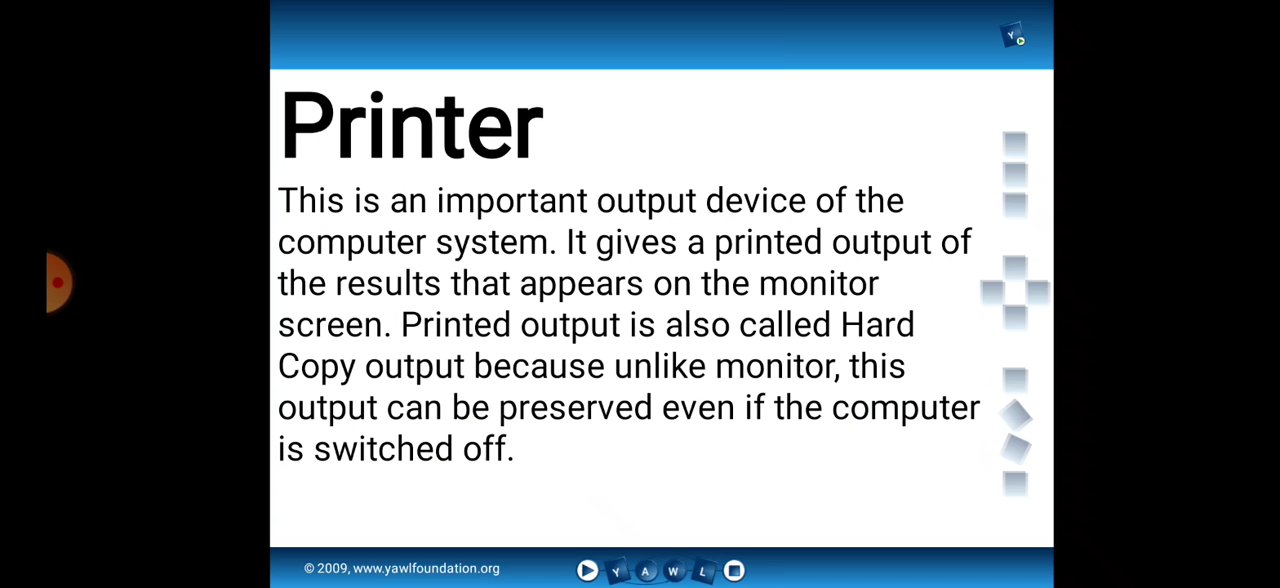 Y
Printer
This is an important output device of the
computer system. It gives a printed output of
the results that appears on the monitor
screen. Printed output is also called Hard
Copy output because unlike monitor, this
output can be preserved even if the computer
is switched off.
© 2009, www.yawlfoundation.org
Y A W L